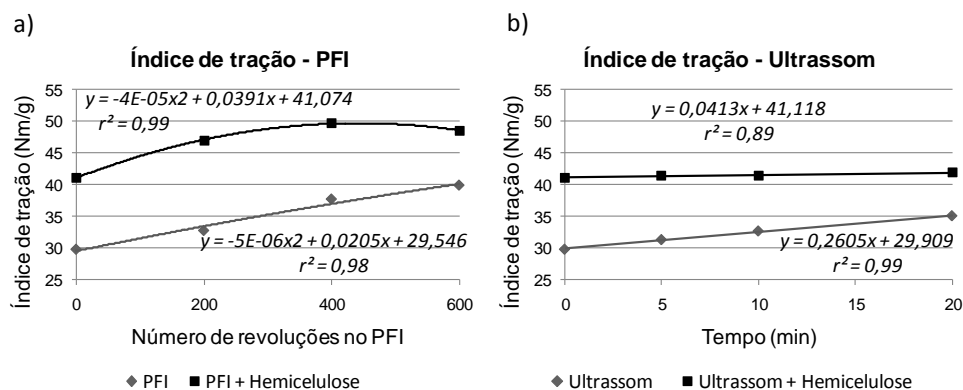 a)
Índice de tração - PFI
Índice de tração (Nm/g)
55
50
45
40
35
30
25
y = -4E-05x2 + 0,0391x + 41,074
r² = 0,99
y = -5E-06x2 + 0,0205x + 29,546
r² = 0,98
0 200 400 600
Número de revoluções no PFI
PFI PFI + Hemicelulose
b)
Índice de tração - Ultrassom
Índice de tração (Nm/g)
55
50
45
40
35
30
25
y = 0,0413x + 41,118
r² = 0,89
y = 0,2605x + 29,909
r² = 0,99
0 5 10 15 20
Tempo (min)
Ultrassom Ultrassom + Hemicelulose